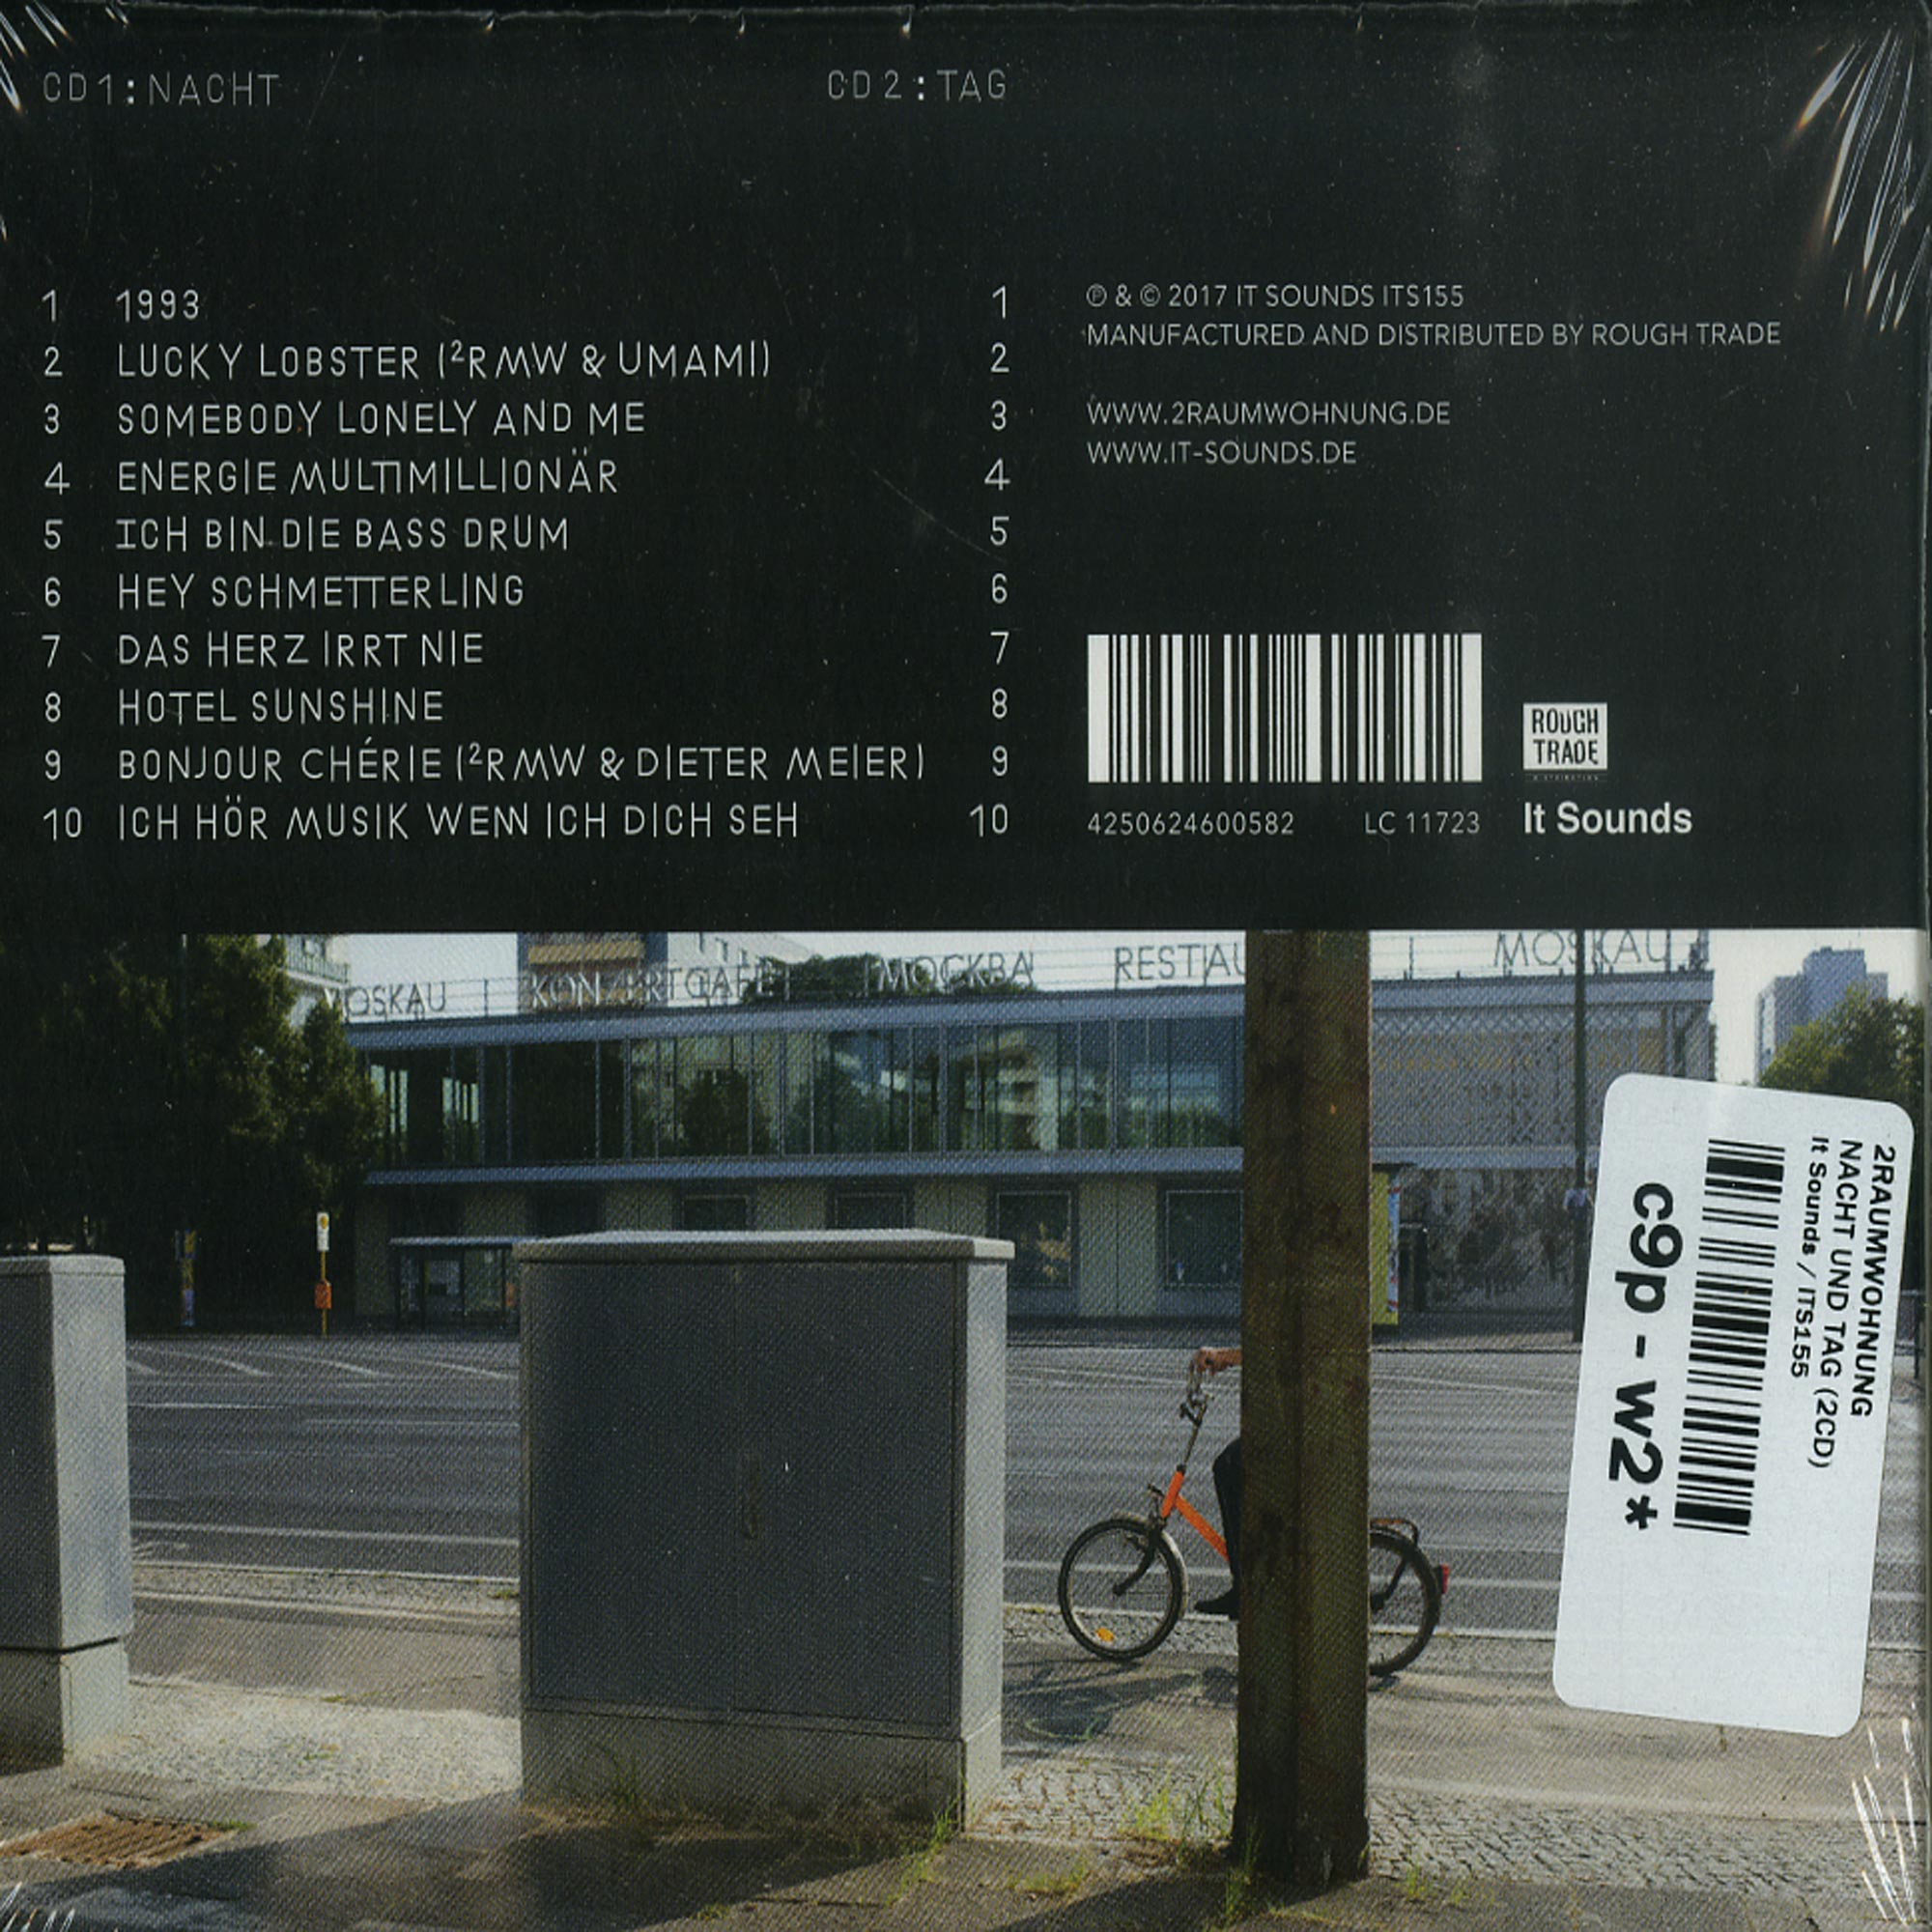 CD1:NACHT
CD2:TAG
1 1993 1
2 LUCKY LOBSTER (²RMW & UMAMI) 2
3 SOMEBODY LONELY AND ME 3
4 ENERGIE MULTIMILLIONÄR 4
5 ICH BIN DIE BASS DRUM 5
6 HEY SCHMETTERLING 6
7 DAS HERZ IRRT NIE 7
8 HOTEL SUNSHINE 8
9 BONJOUR CHÉRIE (²RMW & DIETER MEIER) 9
10 ICH HÖR MUSIK WENN ICH DICH SEH 10
℗ & © 2017 IT SOUNDS ITS155
MANUFACTURED AND DISTRIBUTED BY ROUGH TRADE
WWW.2RAUMWOHNUNG.DE
WWW.IT-SOUNDS.DE
4250624600582 LC 11723
ROUGH
TRADE
It Sounds
MOSKAU KONZERTCAFE MOCKBA RESTAU MOSKAU
2RAUMWOHNUNG
NACHT UND TAG (2CD)
It Sounds / ITS155
c9p - w2*